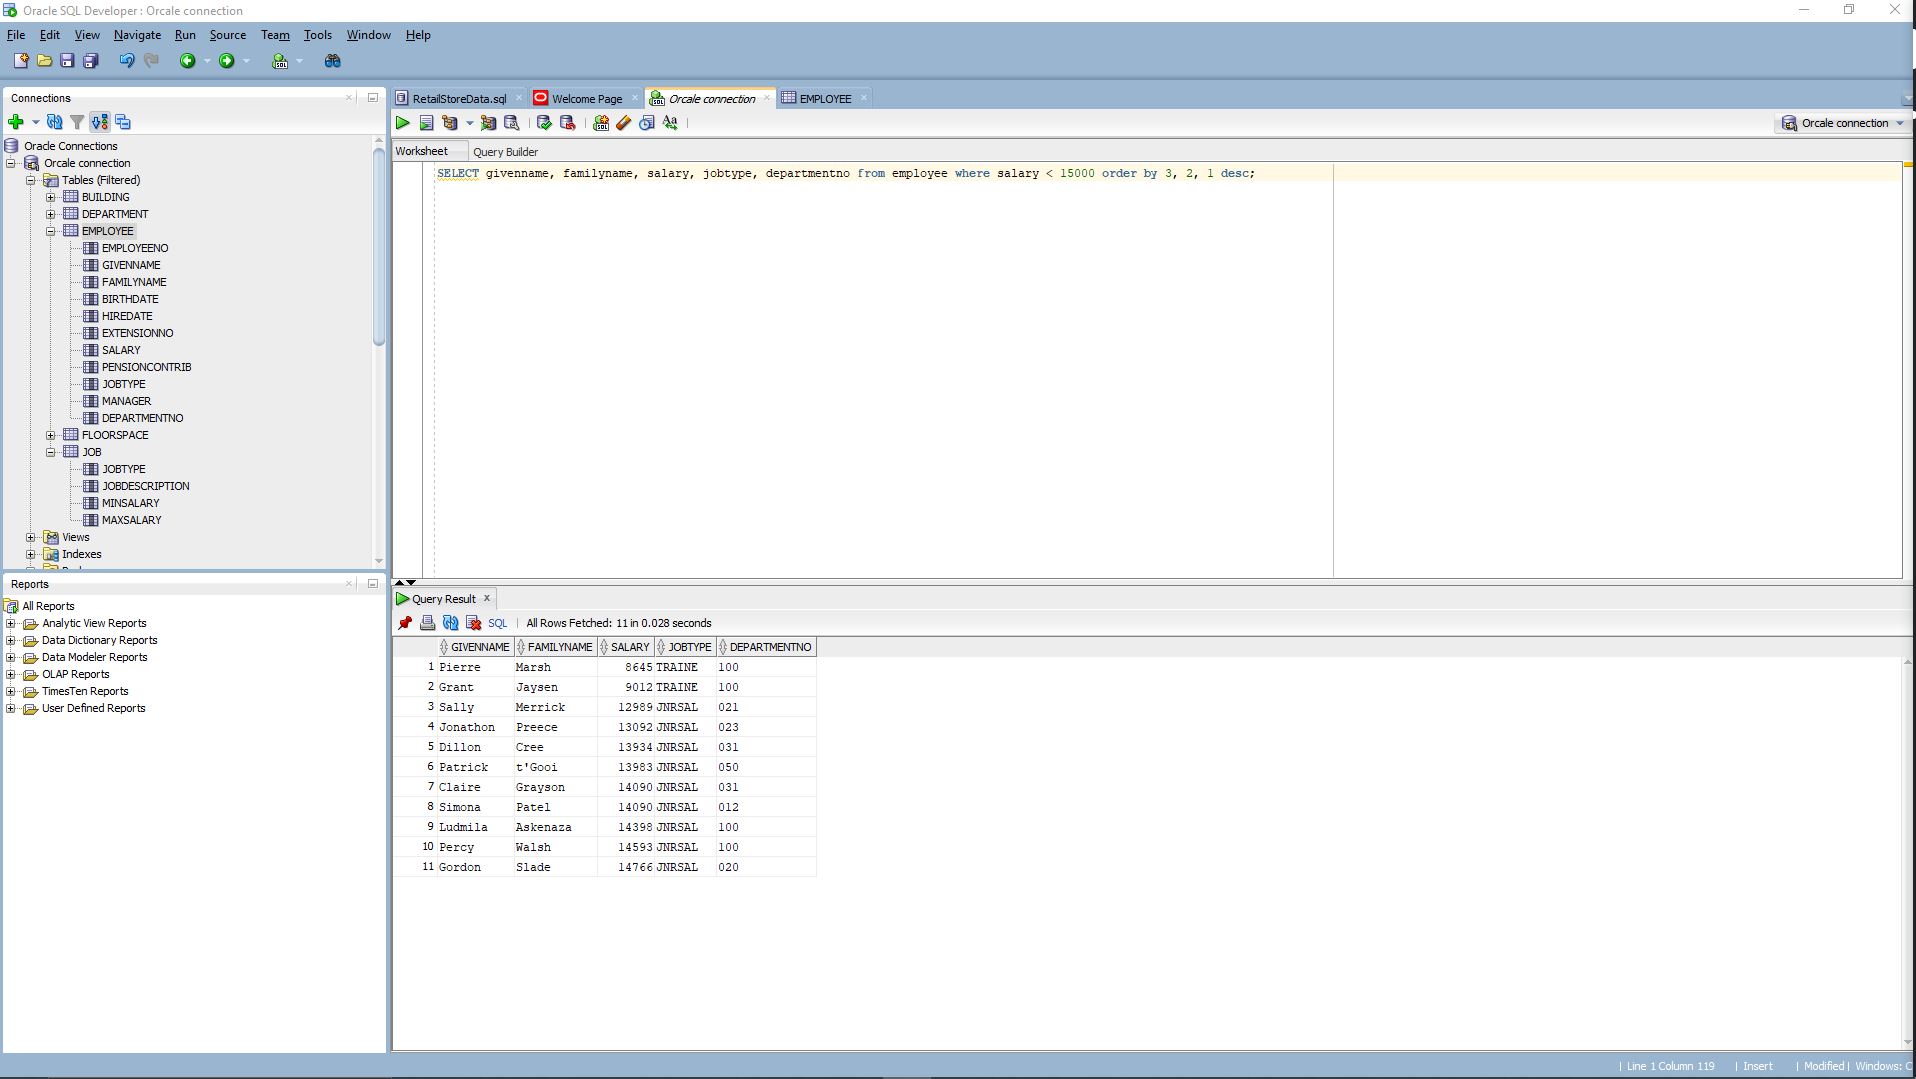 Oracle SQL Developer : Orcale connection
File Edit View Navigate Run Source Team Tools Window Help
Connections
Oracle Connections
Orcale connection
Tables (Filtered)
BUILDING
DEPARTMENT
EMPLOYEE
EMPLOYEENO
GIVENNAME
FAMILYNAME
BIRTHDATE
HIREDATE
EXTENSIONNO
SALARY
PENSIONCONTRIB
JOBTYPE
MANAGER
DEPARTMENTNO
FLOORSPACE
JOB
JOBTYPE
JOBDESCRIPTION
MINSALARY
MAXSALARY
Views
Indexes
Reports
All Reports
Analytic View Reports
Data Dictionary Reports
Data Modeler Reports
OLAP Reports
TimesTen Reports
User Defined Reports
RetailStoreData.sql Welcome Page Orcale connection EMPLOYEE
Orcale connection
Worksheet Query Builder
SELECT givenname, familyname, salary, jobtype, departmentno from employee where salary < 15000 order by 3, 2, 1 desc;
Query Result
SQL | All Rows Fetched: 11 in 0.028 seconds
GIVENNAME FAMILYNAME SALARY JOBTYPE DEPARTMENTNO
1 Pierre Marsh 8645 TRAINE 100
2 Grant Jaysen 9012 TRAINE 100
3 Sally Merrick 12989 JNRSAL 021
4 Jonathon Preece 13092 JNRSAL 023
5 Dillon Cree 13934 JNRSAL 031
6 Patrick t'Gooi 13983 JNRSAL 050
7 Claire Grayson 14090 JNRSAL 031
8 Simona Patel 14090 JNRSAL 012
9 Ludmila Askenaza 14398 JNRSAL 100
10 Percy Walsh 14593 JNRSAL 100
11 Gordon Slade 14766 JNRSAL 020
| Line 1 Column 119 | Insert | Modified | Windows: C